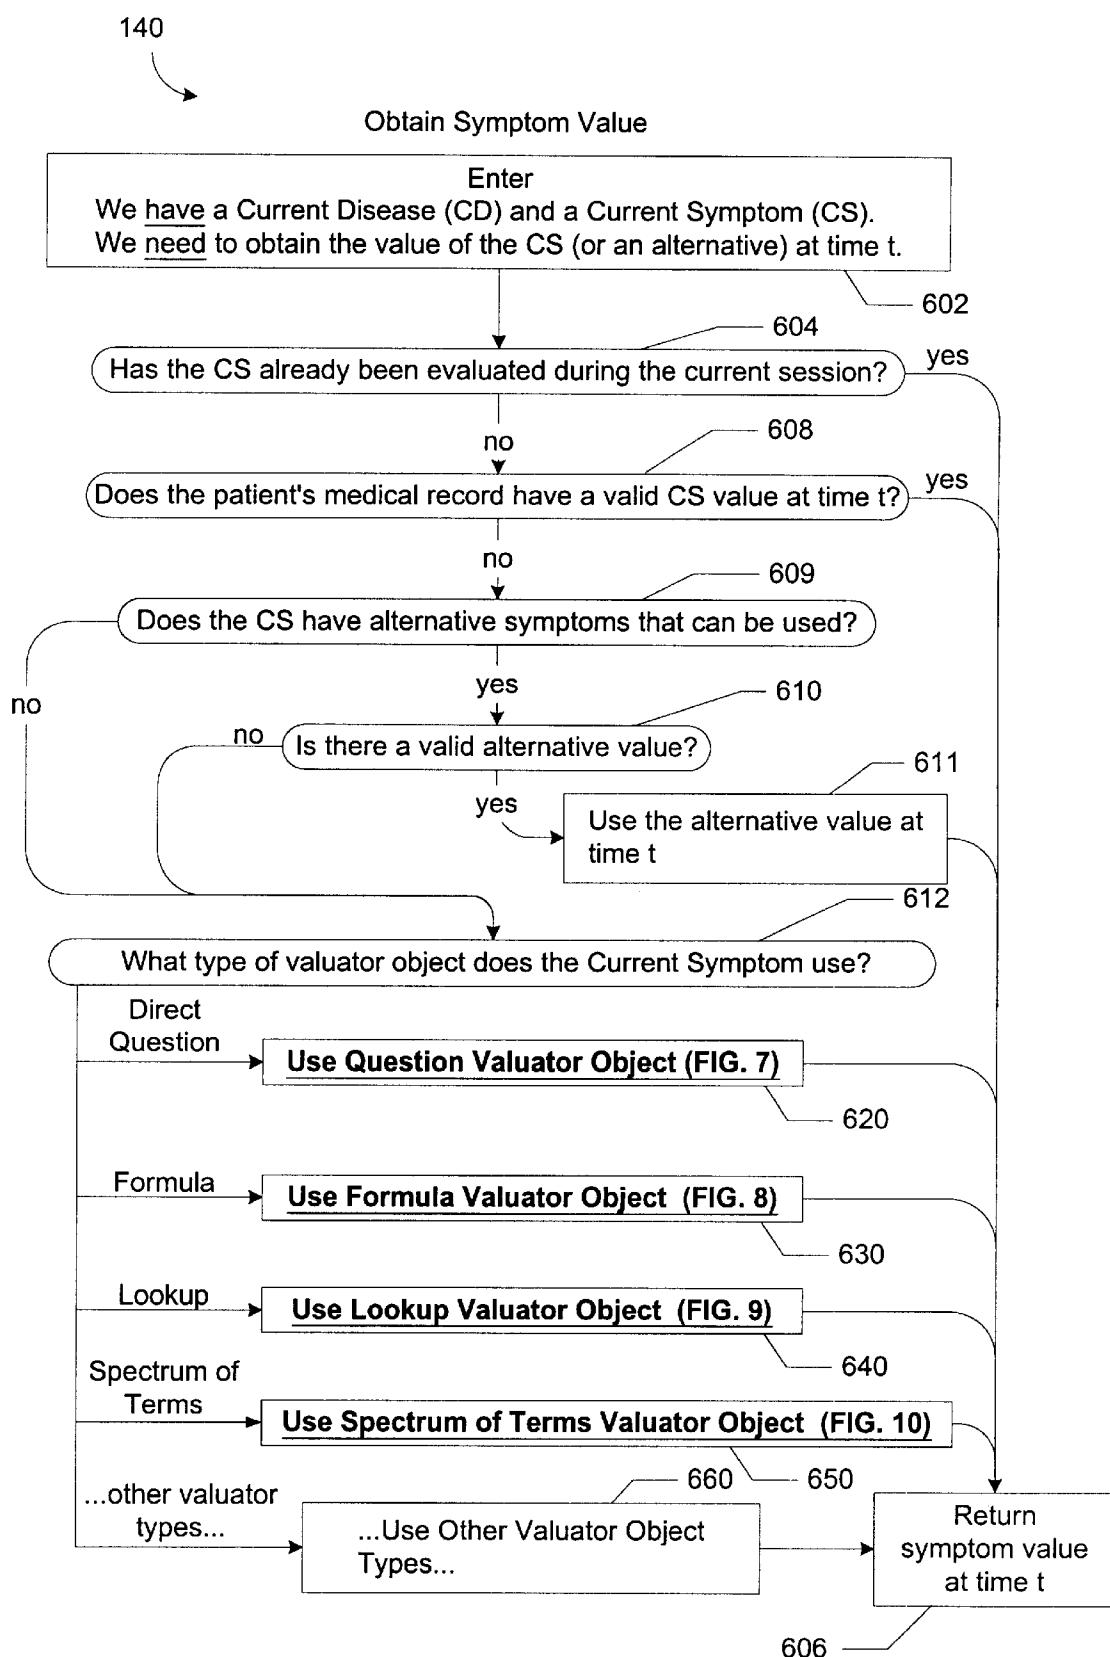 140
Obtain Symptom Value
Enter
We have a Current Disease (CD) and a Current Symptom (CS).
We need to obtain the value of the CS (or an alternative) at time t.
602
604
Has the CS already been evaluated during the current session?
yes
no
608
Does the patient's medical record have a valid CS value at time t?
yes
no
609
Does the CS have alternative symptoms that can be used?
no
yes
610
Is there a valid alternative value?
no
yes
611
Use the alternative value at
time t
612
What type of valuator object does the Current Symptom use?
Direct
Question
Use Question Valuator Object (FIG. 7)
620
Formula
Use Formula Valuator Object (FIG. 8)
630
Lookup
Use Lookup Valuator Object (FIG. 9)
640
Spectrum of
Terms
Use Spectrum of Terms Valuator Object (FIG. 10)
650
660
...other valuator
types...
...Use Other Valuator Object
Types...
Return
symptom value
at time t
606